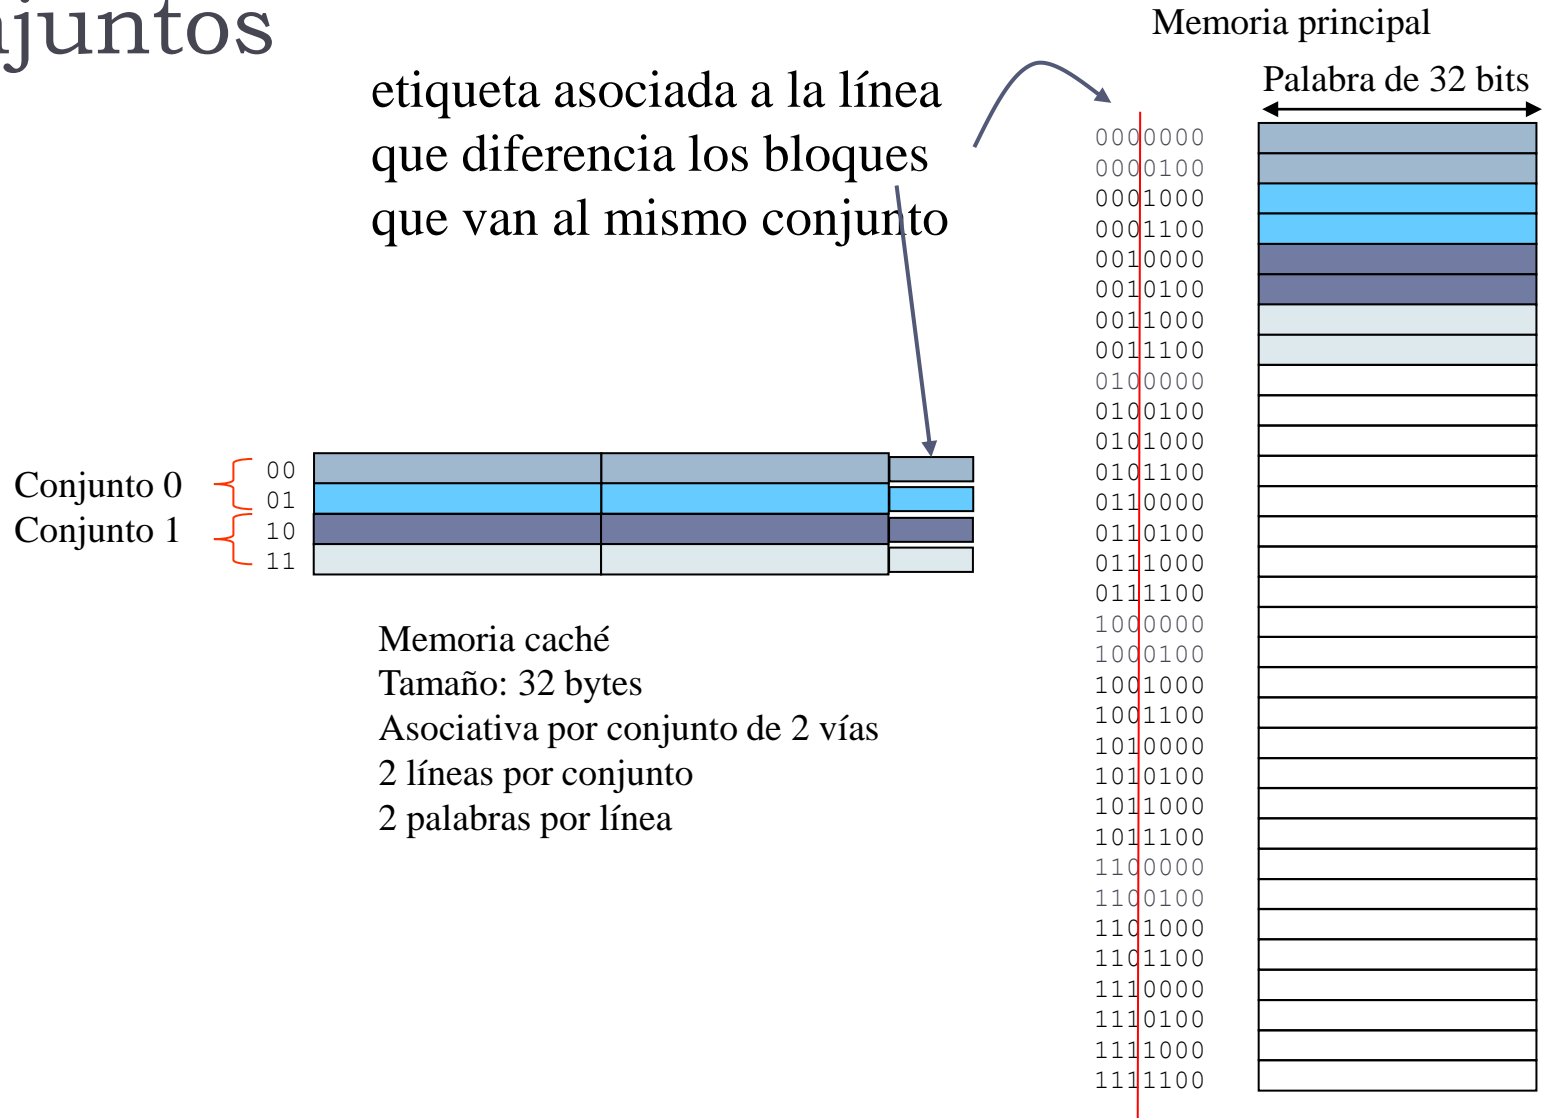 juntos
etiqueta asociada a la línea
que diferencia los bloques
que van al mismo conjunto
Memoria principal
Palabra de 32 bits
0000000
0000100
0001000
0001100
0010000
0010100
0011000
0011100
0100000
0100100
0101000
0101100
0110000
0110100
0111000
0111100
1000000
1000100
1001000
1001100
1010000
1010100
1011000
1011100
1100000
1100100
1101000
1101100
1110000
1110100
1111000
1111100
Conjunto 0
Conjunto 1
00
01
10
11
Memoria caché
Tamaño: 32 bytes
Asociativa por conjunto de 2 vías
2 líneas por conjunto
2 palabras por línea